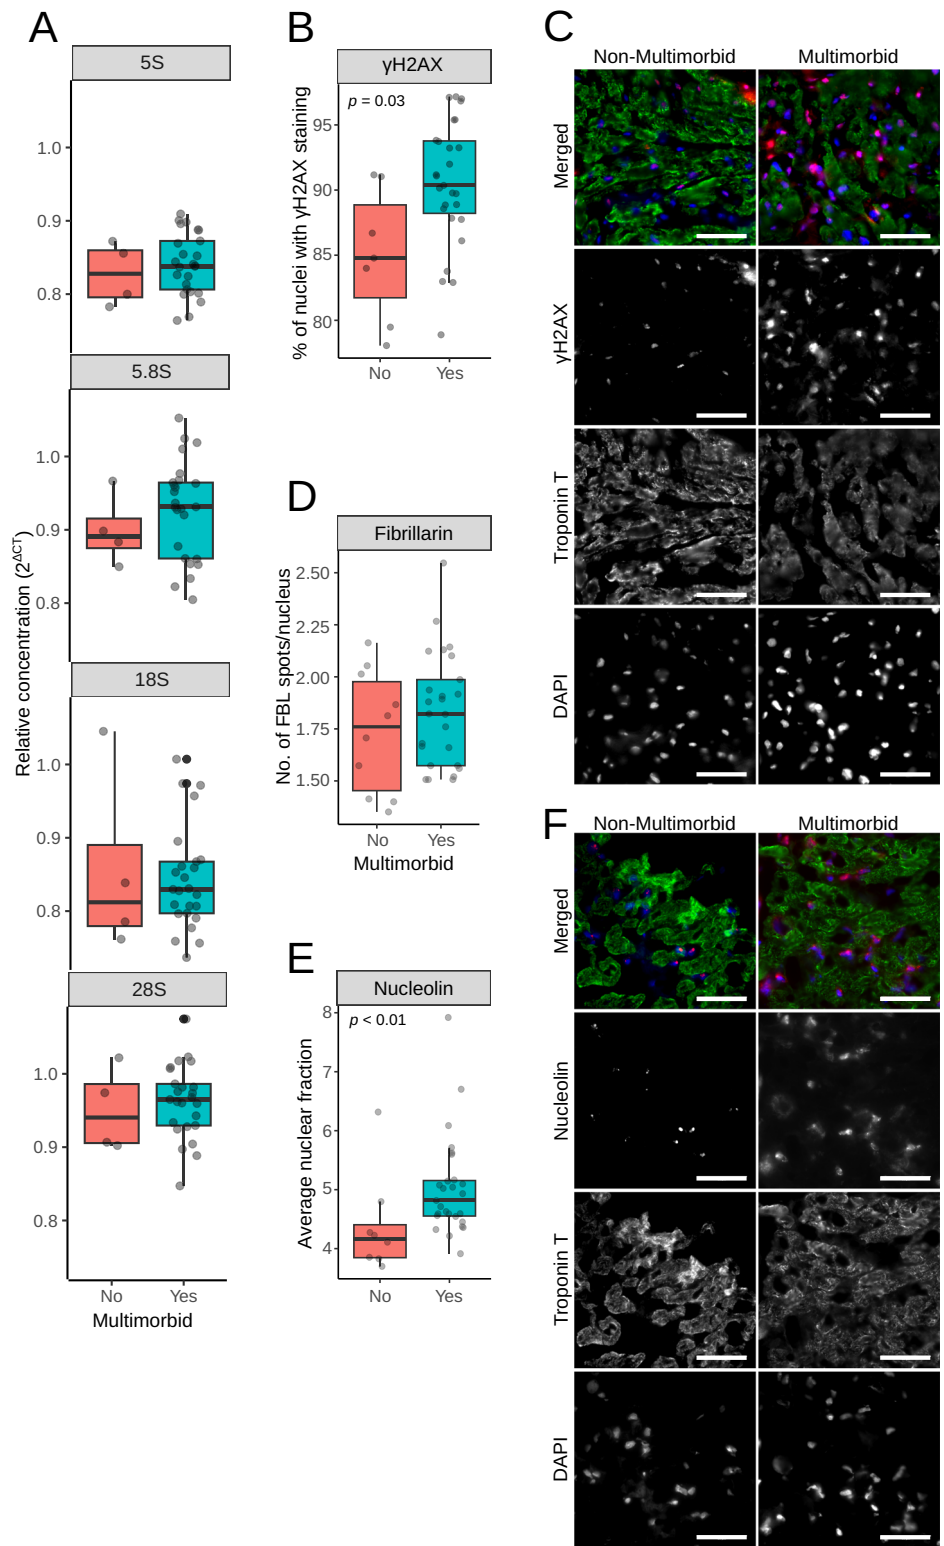 A
5S
1.0
0.9
0.8
5.8S
1.0
0.9
0.8
Relative concentration (2^ΔCT)
18S
1.0
0.9
0.8
28S
1.0
0.9
0.8
No Yes
Multimorbid
B
γH2AX
p = 0.03
95
90
85
80
% of nuclei with γH2AX staining
No Yes
C
Non-Multimorbid Multimorbid
Merged
γH2AX
Troponin T
DAPI
D
Fibrillarin
2.50
2.25
2.00
1.75
1.50
No. of FBL spots/nucleus
No Yes
Multimorbid
E
Nucleolin
p < 0.01
8
7
6
5
4
Average nuclear fraction
No Yes
F
Non-Multimorbid Multimorbid
Merged
Nucleolin
Troponin T
DAPI